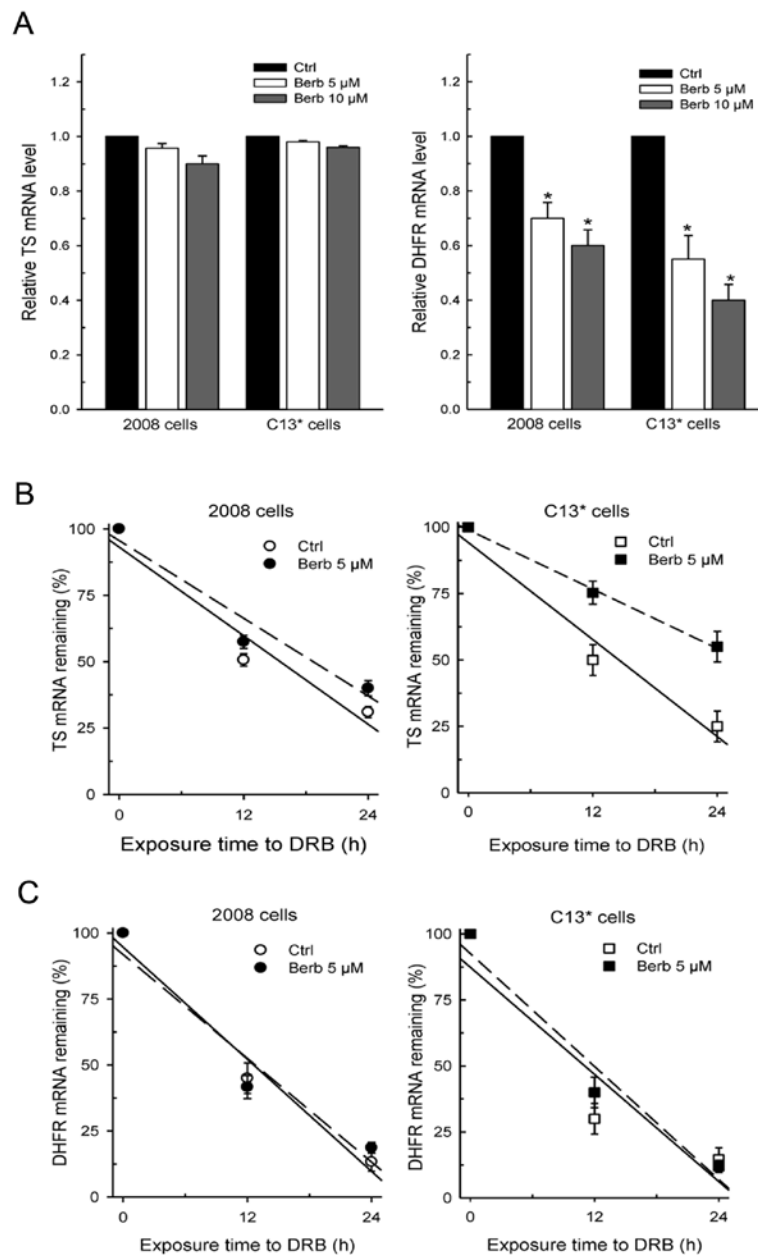 A
Ctrl
Berb 5 μM
Berb 10 μM
Relative TS mRNA level
1.2
1.0
0.8
0.6
0.4
0.2
0.0
2008 cells C13* cells
Ctrl
Berb 5 μM
Berb 10 μM
Relative DHFR mRNA level
1.2
1.0
0.8
0.6
0.4
0.2
0.0
* * * *
2008 cells C13* cells
B
2008 cells
Ctrl
Berb 5 μM
TS mRNA remaining (%)
100
75
50
25
0
0 12 24
Exposure time to DRB (h)
C13* cells
Ctrl
Berb 5 μM
TS mRNA remaining (%)
100
75
50
25
0
0 12 24
Exposure time to DRB (h)
C
2008 cells
Ctrl
Berb 5 μM
DHFR mRNA remaining (%)
100
75
50
25
0
0 12 24
Exposure time to DRB (h)
C13* cells
Ctrl
Berb 5 μM
DHFR mRNA remaining (%)
100
75
50
25
0
0 12 24
Exposure time to DRB (h)